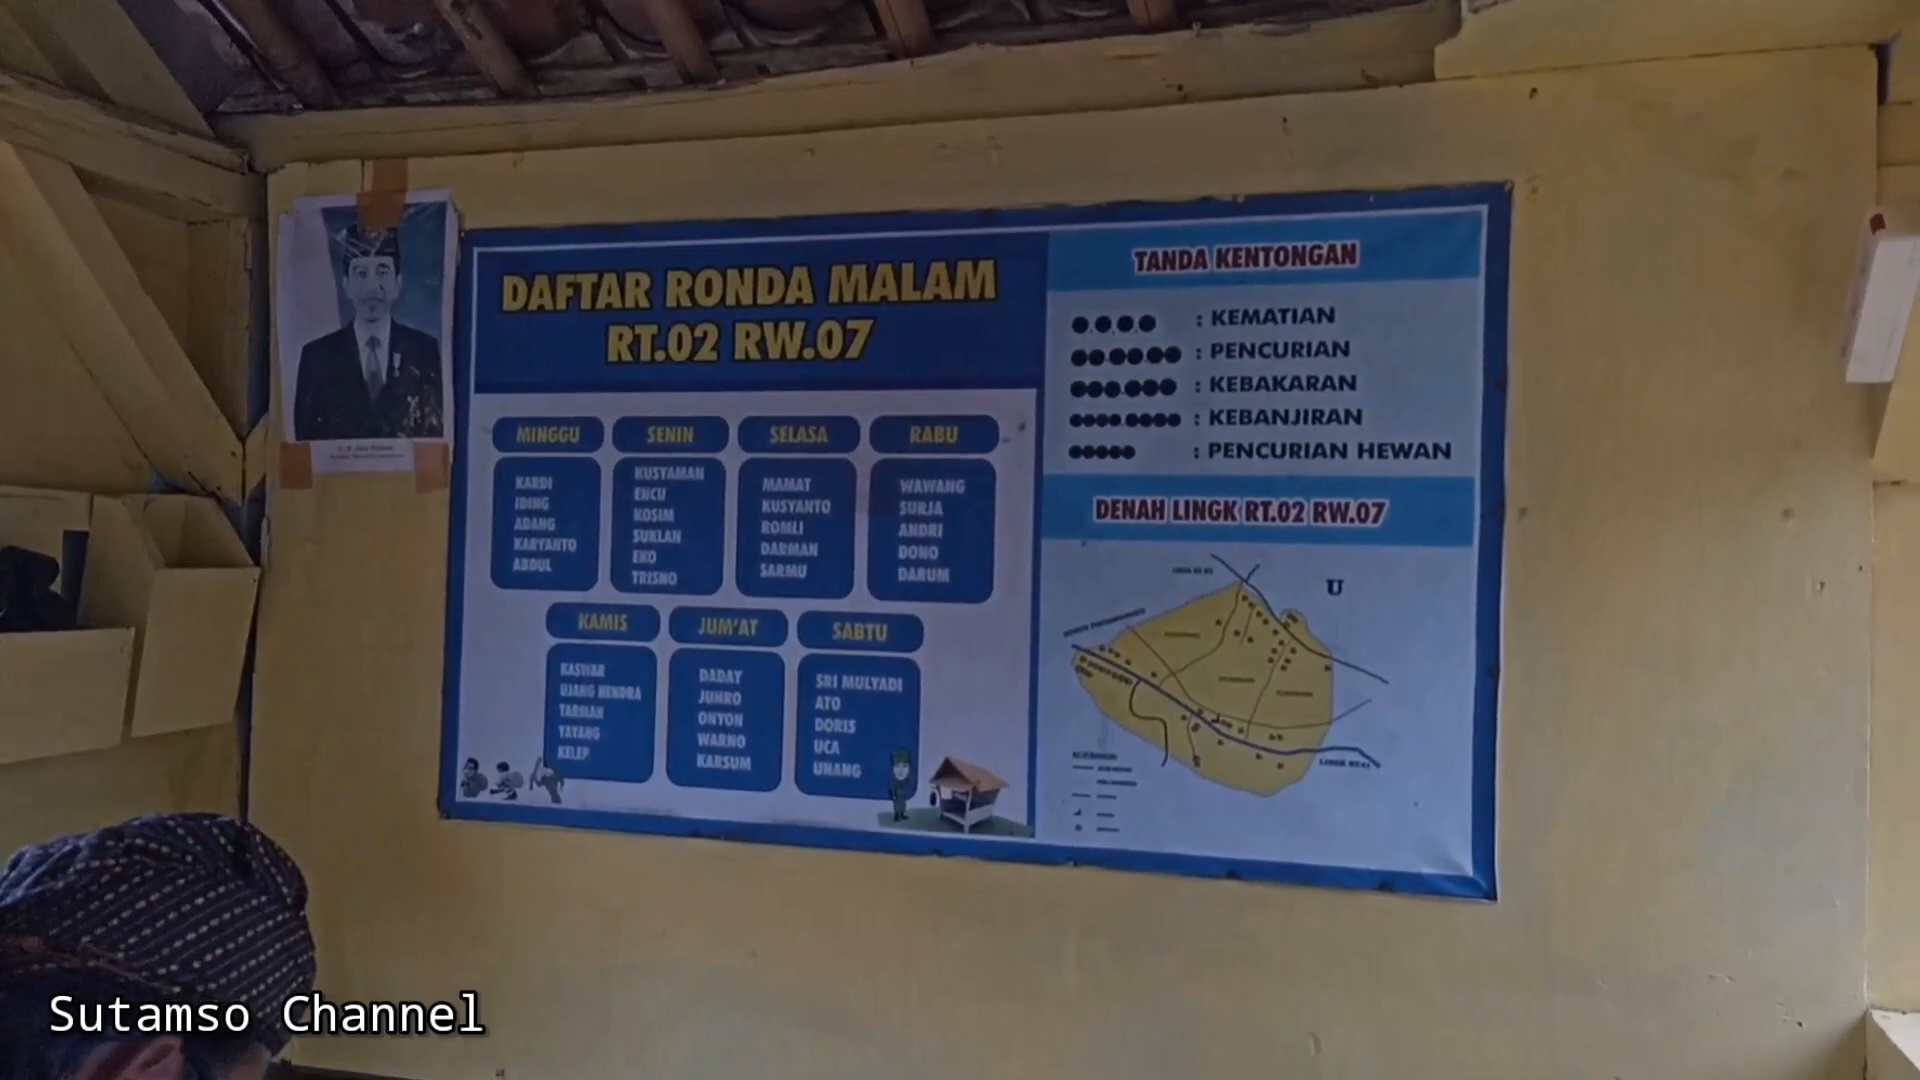 DAFTAR RONDA MALAM
RT.02 RW.07
MINGGU
KARDI
IDING
ADANG
KARYANTO
ABDUL
SENIN
KUSYAMAN
ENCU
KOSIM
SUKLAN
EKO
TRISNO
SELASA
MAMAT
KUSYANTO
ROMLI
DARMAN
SARMU
RABU
WAWANG
SURJA
ANDRI
DONO
DARUM
KAMIS
KASWAR
UJANG HENDRA
TARMAN
YAYANG
KELEP
JUM'AT
DADAY
JUHRO
ONYON
WARNO
KARSUM
SABTU
SRI MULYADI
ATO
DORIS
UCA
UNANG
TANDA KENTONGAN
: KEMATIAN
: PENCURIAN
: KEBAKARAN
: KEBANJIRAN
: PENCURIAN HEWAN
DENAH LINGK RT.02 RW.07
U
Sutamso Channel